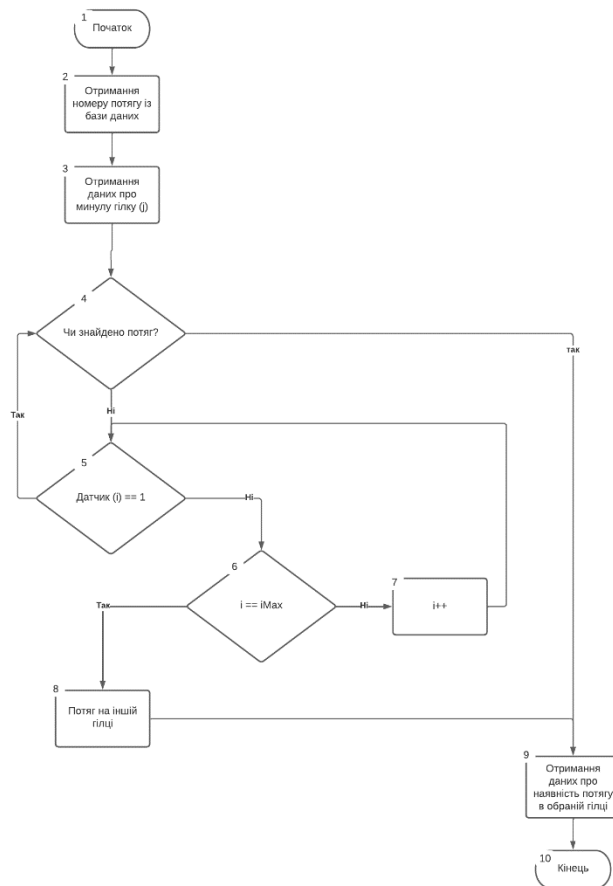 1
Початок
2
Отримання
номеру потягу із
бази даних
3
Отримання
даних про
минулу гілку (j)
4
Чи знайдено потяг?
так
Так
Ні
5
Датчик (i) == 1
Ні
6
i == iMax
Так
Ні
7
i++
8
Потяг на іншій
гілці
9
Отримання
даних про
наявність потягу
в обраній гілці
10
Кінець